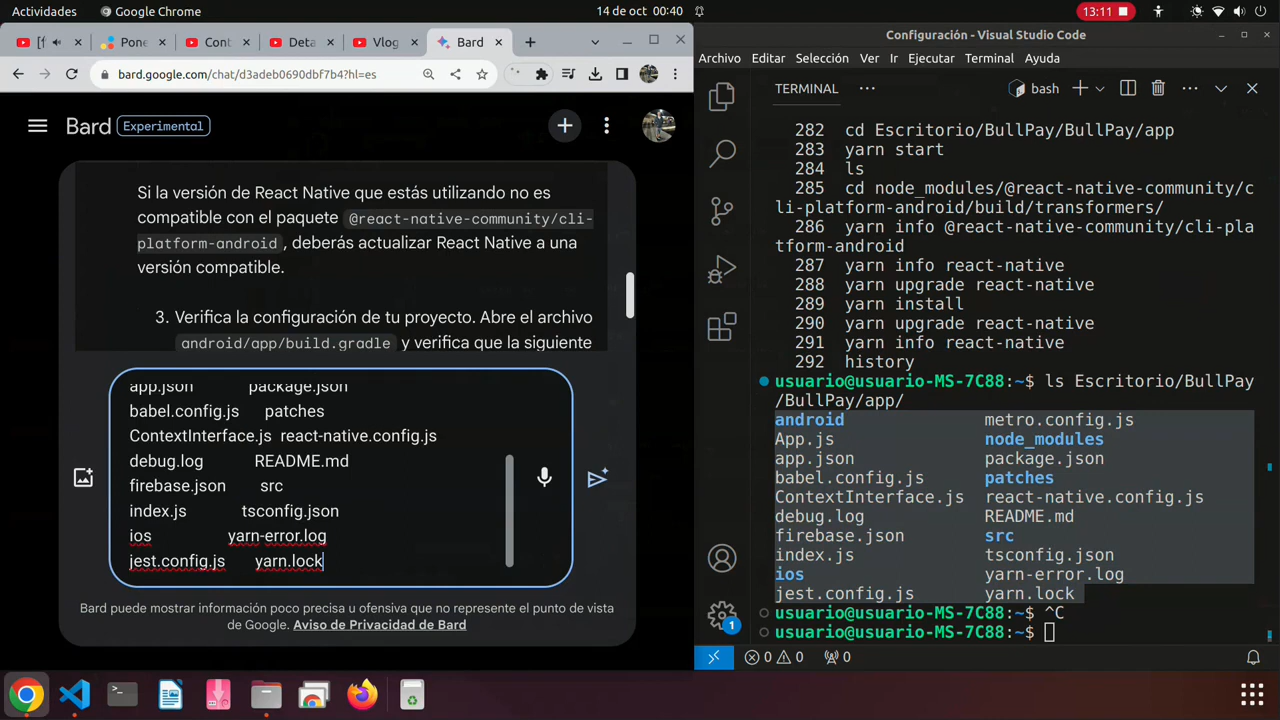 Actividades
Google Chrome
14 de oct 00:40
13:11
[f
Pone
Cont
Deta
Vlog
Bard
bard.google.com/chat/d3adeb0690dbf7b4?hl=es
Bard
Experimental
Si la versión de React Native que estás utilizando no es
compatible con el paquete @react-native-community/cli-
platform-android, deberás actualizar React Native a una
versión compatible.
3. Verifica la configuración de tu proyecto. Abre el archivo
android/app/build.gradle y verifica que la siguiente
app.json package.json
babel.config.js patches
ContextInterface.js react-native.config.js
debug.log README.md
firebase.json src
index.js tsconfig.json
ios yarn-error.log
jest.config.js yarn.lock
Bard puede mostrar información poco precisa u ofensiva que no represente el punto de vista
de Google. Aviso de Privacidad de Bard
Configuración - Visual Studio Code
Archivo Editar Selección Ver Ir Ejecutar Terminal Ayuda
TERMINAL
bash
282 cd Escritorio/BullPay/BullPay/app
283 yarn start
284 ls
285 cd node_modules/@react-native-community/c
li-platform-android/build/transformers/
286 yarn info @react-native-community/cli-pla
tform-android
287 yarn info react-native
288 yarn upgrade react-native
289 yarn install
290 yarn upgrade react-native
291 yarn info react-native
292 history
usuario@usuario-MS-7C88:~$ ls Escritorio/BullPay
/BullPay/app/
android metro.config.js
App.js node_modules
app.json package.json
babel.config.js patches
ContextInterface.js react-native.config.js
debug.log README.md
firebase.json src
index.js tsconfig.json
ios yarn-error.log
jest.config.js yarn.lock
usuario@usuario-MS-7C88:~$ ^C
usuario@usuario-MS-7C88:~$
1
0 0 0